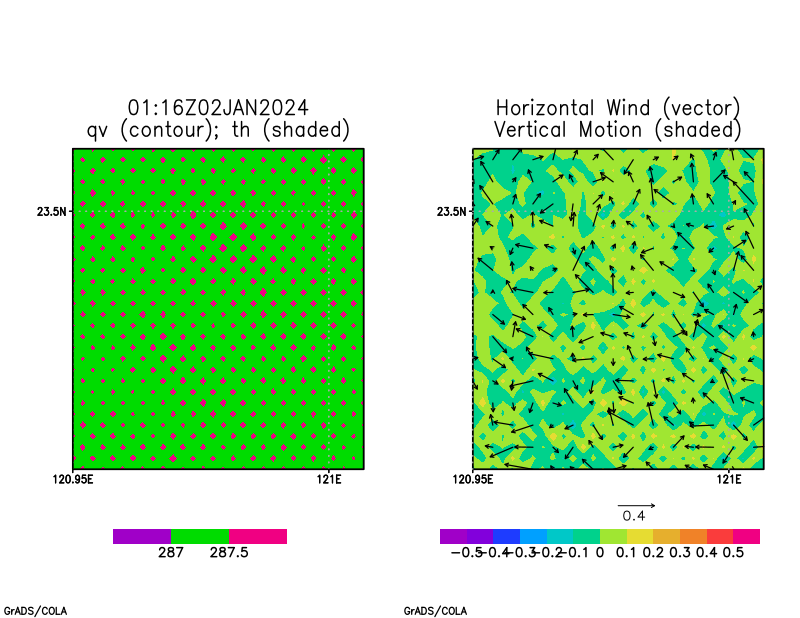 01:16Z02JAN2024
qv (contour); th (shaded)
23.5N
120.95E 121E
287 287.5
GrADS/COLA
Horizontal Wind (vector)
Vertical Motion (shaded)
23.5N
120.95E 121E
0.4
-0.5 -0.4 -0.3 -0.2 -0.1 0 0.1 0.2 0.3 0.4 0.5
GrADS/COLA